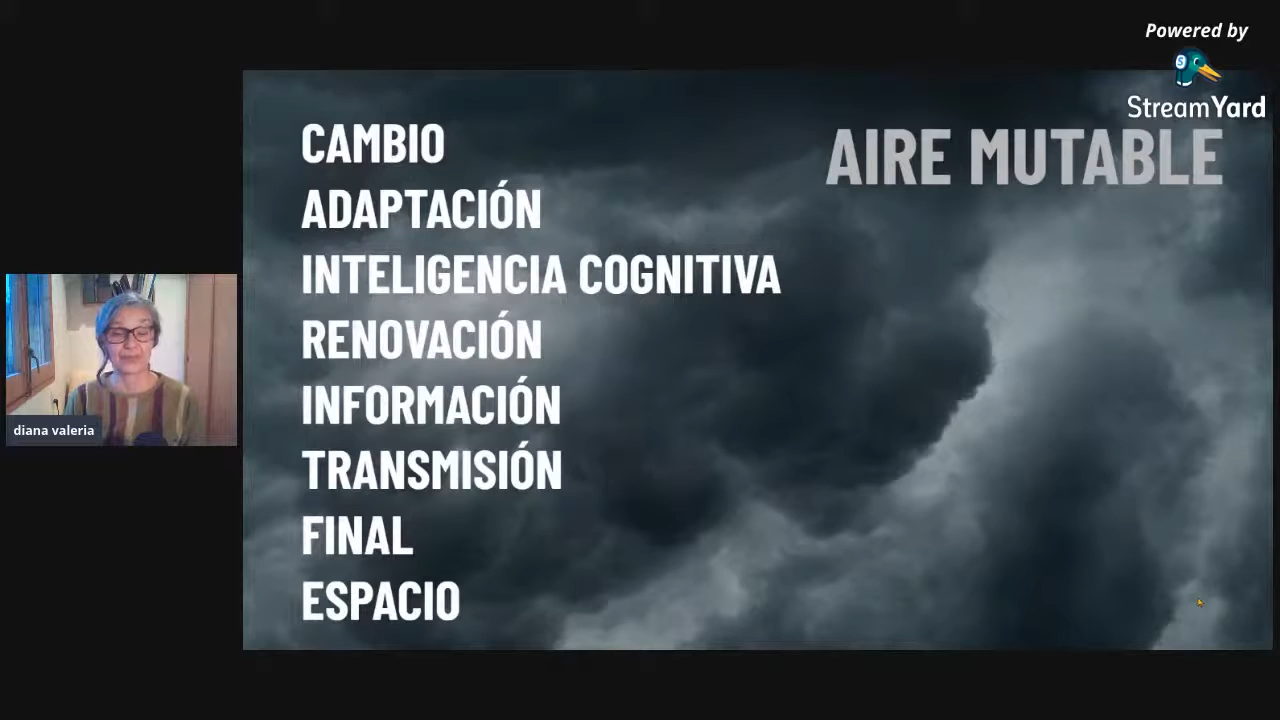 Powered by
StreamYard
AIRE MUTABLE
CAMBIO
ADAPTACIÓN
INTELIGENCIA COGNITIVA
RENOVACIÓN
INFORMACIÓN
TRANSMISIÓN
FINAL
ESPACIO
diana valeria